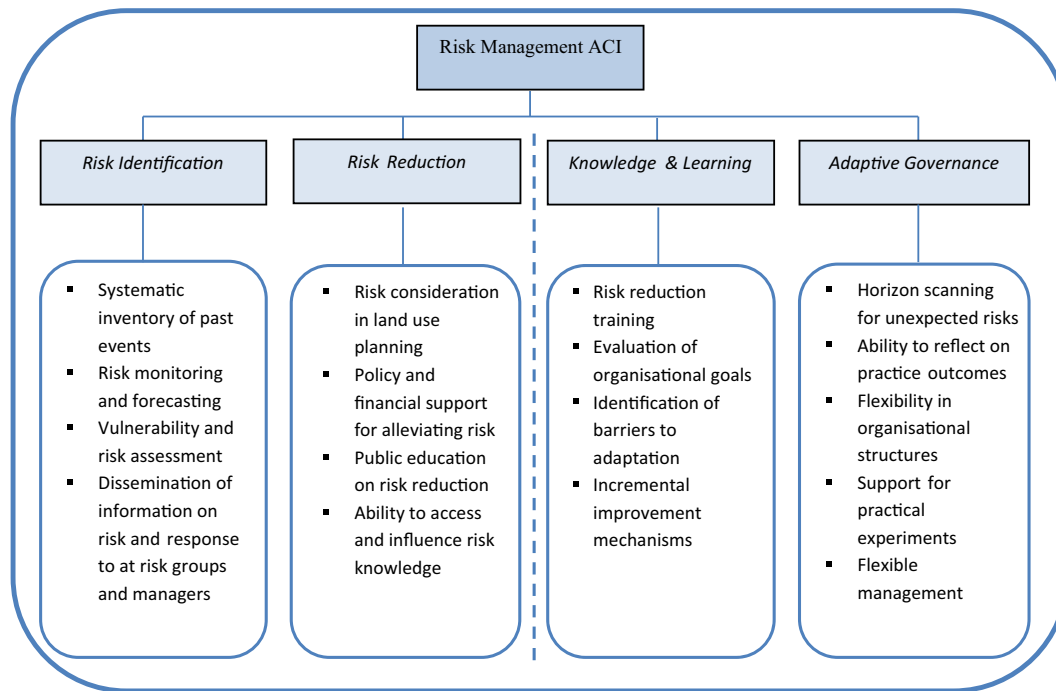 Risk Management ACI
Risk Identification
Risk Reduction
Knowledge & Learning
Adaptive Governance
▪ Systematic
inventory of past
events
▪ Risk monitoring
and forecasting
▪ Vulnerability and
risk assessment
▪ Dissemination of
information on
risk and response
to at risk groups
and managers
▪ Risk consideration
in land use
planning
▪ Policy and
financial support
for alleviating risk
▪ Public education
on risk reduction
▪ Ability to access
and influence risk
knowledge
▪ Risk reduction
training
▪ Evaluation of
organisational goals
▪ Identification of
barriers to
adaptation
▪ Incremental
improvement
mechanisms
▪ Horizon scanning
for unexpected risks
▪ Ability to reflect on
practice outcomes
▪ Flexibility in
organisational
structures
▪ Support for
practical
experiments
▪ Flexible
management